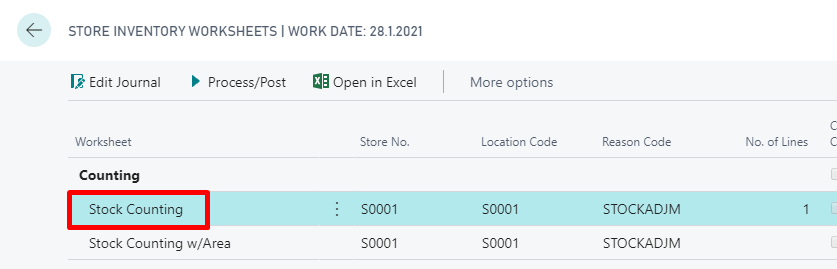 STORE INVENTORY WORKSHEETS | WORK DATE: 28.1.2021
Edit Journal Process/Post Open in Excel More options
Worksheet Store No. Location Code Reason Code No. of Lines
Counting
Stock Counting S0001 S0001 STOCKADJM 1
Stock Counting w/Area S0001 S0001 STOCKADJM